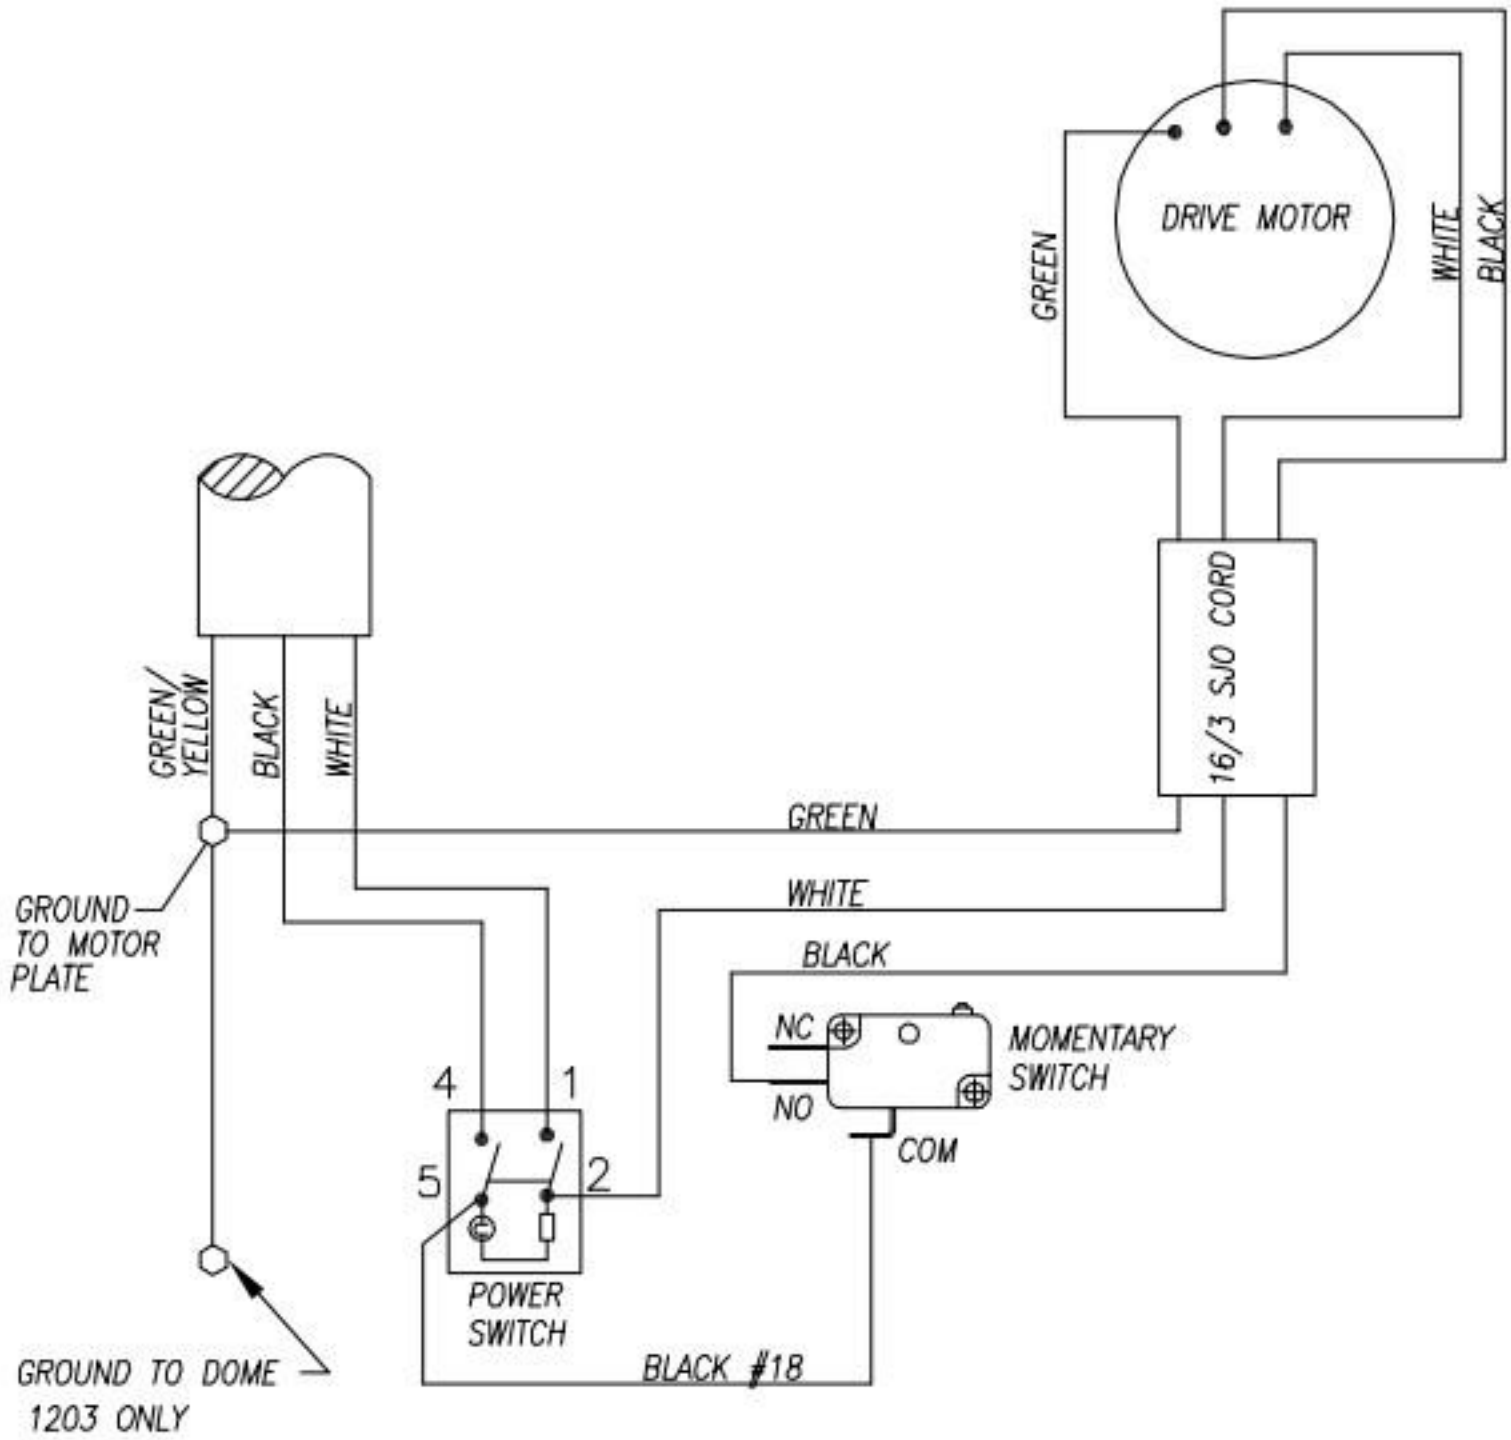 DRIVE MOTOR
GREEN
WHITE
BLACK
16/3 SJO CORD
GREEN/
YELLOW
BLACK
WHITE
GREEN
WHITE
BLACK
GROUND
TO MOTOR
PLATE
NC
NO
COM
MOMENTARY
SWITCH
4
1
5
2
POWER
SWITCH
BLACK #18
GROUND TO DOME
1203 ONLY